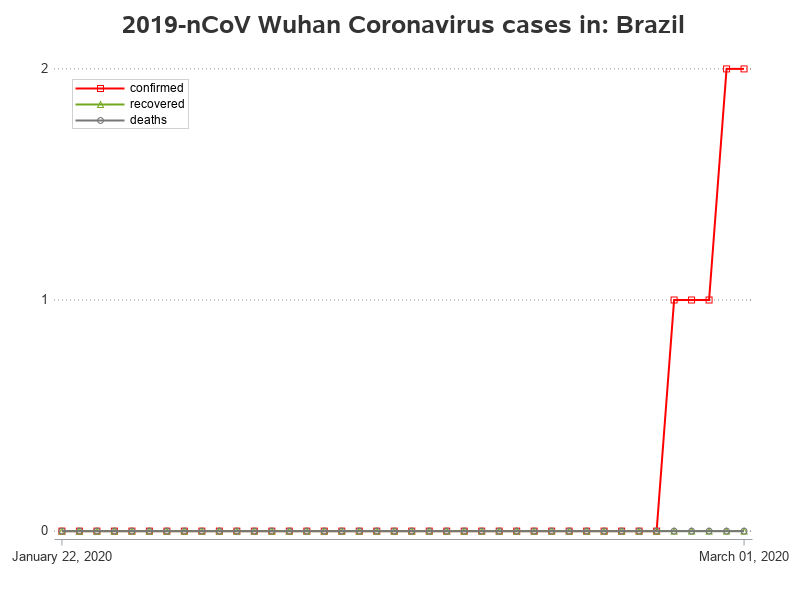 2019-nCoV Wuhan Coronavirus cases in: Brazil
2
confirmed
recovered
deaths
1
0
January 22, 2020
March 01, 2020